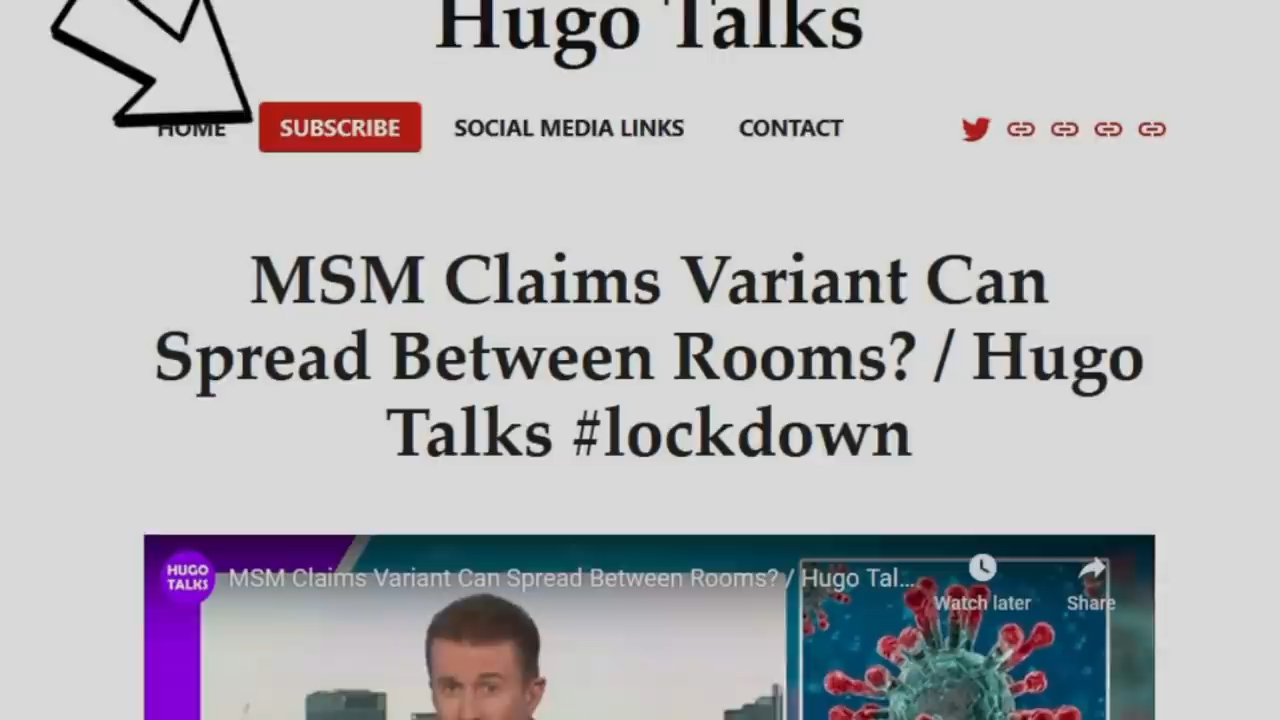 Hugo Talks
HOME SUBSCRIBE SOCIAL MEDIA LINKS CONTACT
MSM Claims Variant Can
Spread Between Rooms? / Hugo
Talks #lockdown
HUGO
TALKS
MSM Claims Variant Can Spread Between Rooms? / Hugo Tal...
Watch later
Share